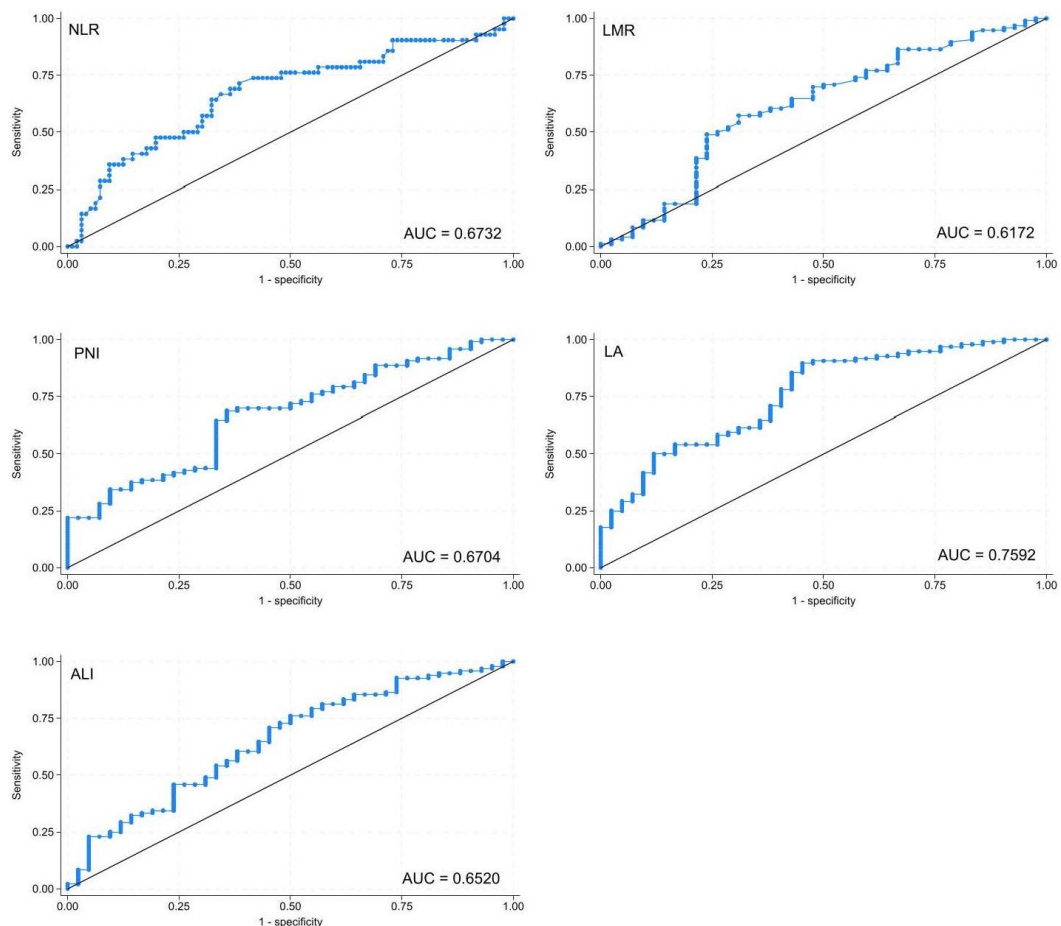 NLR
1.00
0.75
0.50
0.25
0.00
Sensitivity
AUC = 0.6732
0.00 0.25 0.50 0.75 1.00
1 - specificity
LMR
1.00
0.75
0.50
0.25
0.00
Sensitivity
AUC = 0.6172
0.00 0.25 0.50 0.75 1.00
1 - specificity
PNI
1.00
0.75
0.50
0.25
0.00
Sensitivity
AUC = 0.6704
0.00 0.25 0.50 0.75 1.00
1 - specificity
LA
1.00
0.75
0.50
0.25
0.00
Sensitivity
AUC = 0.7592
0.00 0.25 0.50 0.75 1.00
1 - specificity
ALI
1.00
0.75
0.50
0.25
0.00
Sensitivity
AUC = 0.6520
0.00 0.25 0.50 0.75 1.00
1 - specificity